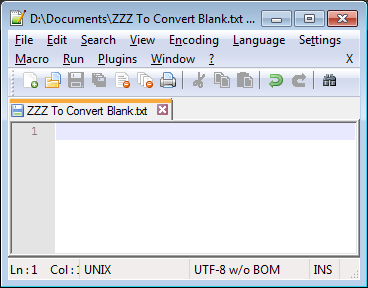 D:\Documents\ZZZ To Convert Blank.txt ...
File Edit Search View Encoding Language Settings
Macro Run Plugins Window ? X
ZZZ To Convert Blank.txt
1
Ln:1 Col:1 UNIX UTF-8 w/o BOM INS